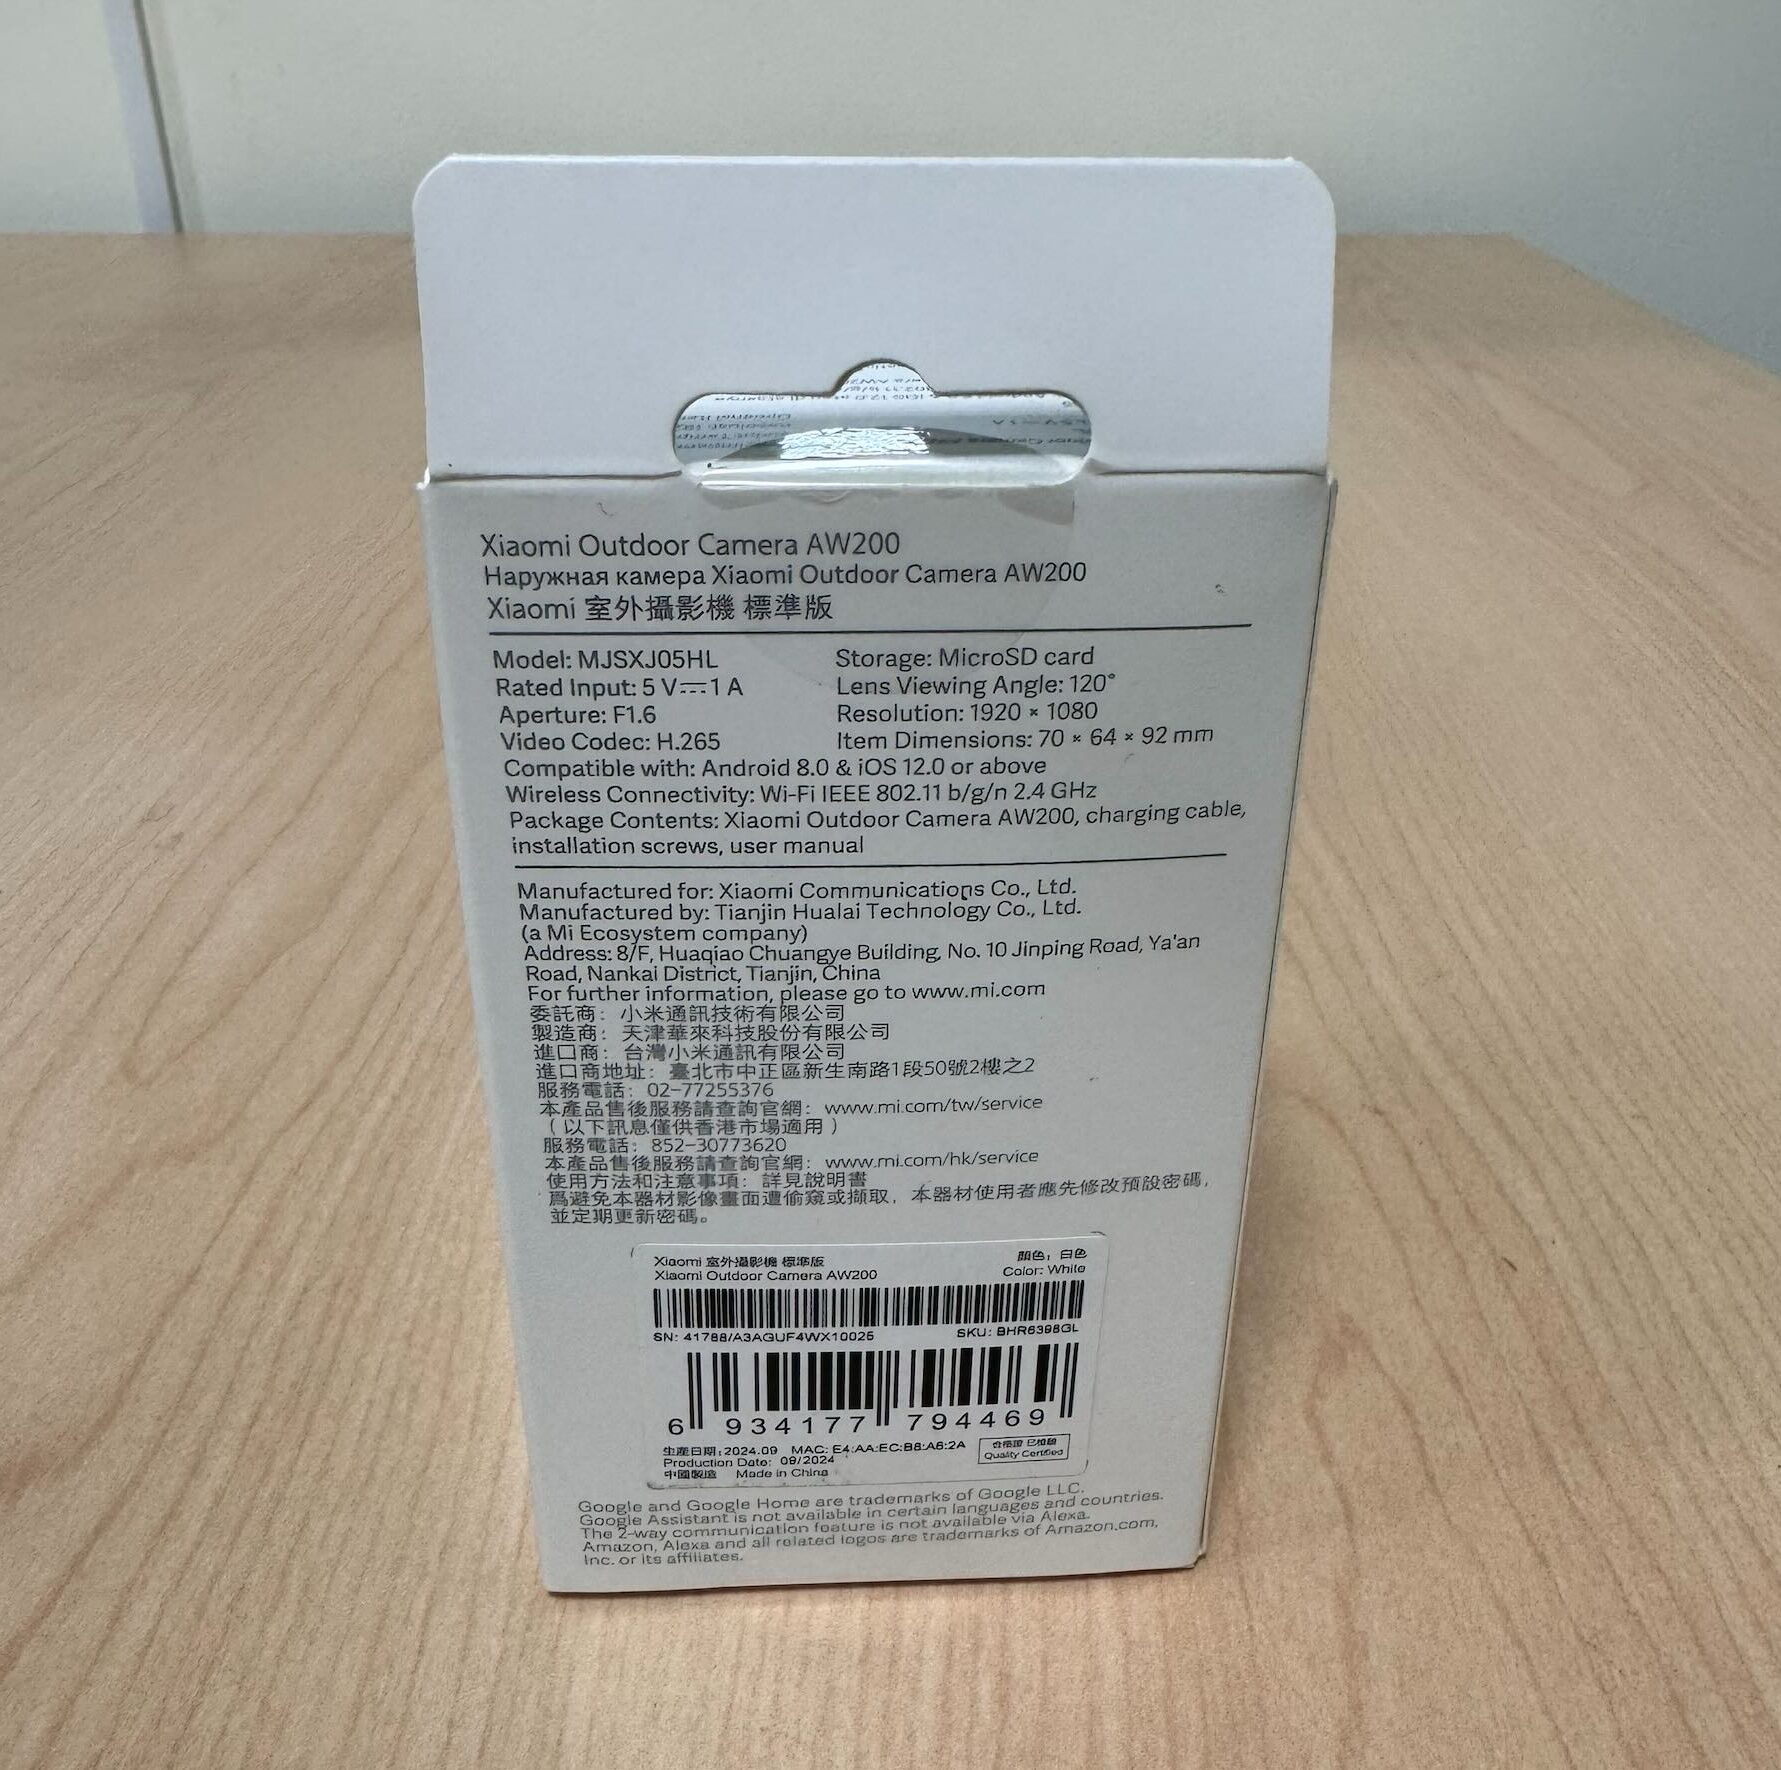 Xiaomi Outdoor Camera AW200
Наружная камера Xiaomi Outdoor Camera AW200
Xiaomi 室外攝影機 標準版
Model: MJSXJ05HL
Rated Input: 5 V⎓1 A
Aperture: F1.6
Video Codec: H.265
Storage: MicroSD card
Lens Viewing Angle: 120°
Resolution: 1920 × 1080
Item Dimensions: 70 × 64 × 92 mm
Compatible with: Android 8.0 & iOS 12.0 or above
Wireless Connectivity: Wi-Fi IEEE 802.11 b/g/n 2.4 GHz
Package Contents: Xiaomi Outdoor Camera AW200, charging cable,
installation screws, user manual
Manufactured for: Xiaomi Communications Co., Ltd.
Manufactured by: Tianjin Hualai Technology Co., Ltd.
(a Mi Ecosystem company)
Address: 8/F, Huaqiao Chuangye Building, No. 10 Jinping Road, Ya'an
Road, Nankai District, Tianjin, China
For further information, please go to www.mi.com
委託商：小米通訊技術有限公司
製造商：天津華來科技股份有限公司
進口商：台灣小米通訊有限公司
進口商地址：臺北市中正區新生南路1段50號2樓之2
服務電話：02-77255376
本產品售後服務請查詢官網：www.mi.com/tw/service
（以下訊息僅供香港市場適用）
服務電話：852-30773620
本產品售後服務請查詢官網：www.mi.com/hk/service
使用方法和注意事項：詳見說明書
爲避免本器材影像畫面遭偷窺或擷取，本器材使用者應先修改預設密碼，
並定期更新密碼。
Xiaomi 室外攝影機 標準版
Xiaomi Outdoor Camera AW200
顏色：白色
Color: White
SN: 41788/A3AGUF4WX10025
SKU: BHR6398GL
6 934177 794469
生產日期：2024.09 MAC: E4:AA:EC:B8:A6:2A
Production Date: 09/2024
中國製造 Made in China
合格證 已檢驗
Quality Certified
Google and Google Home are trademarks of Google LLC.
Google Assistant is not available in certain languages and countries.
The 2-way communication feature is not available via Alexa.
Amazon, Alexa and all related logos are trademarks of Amazon.com,
Inc. or its affiliates.